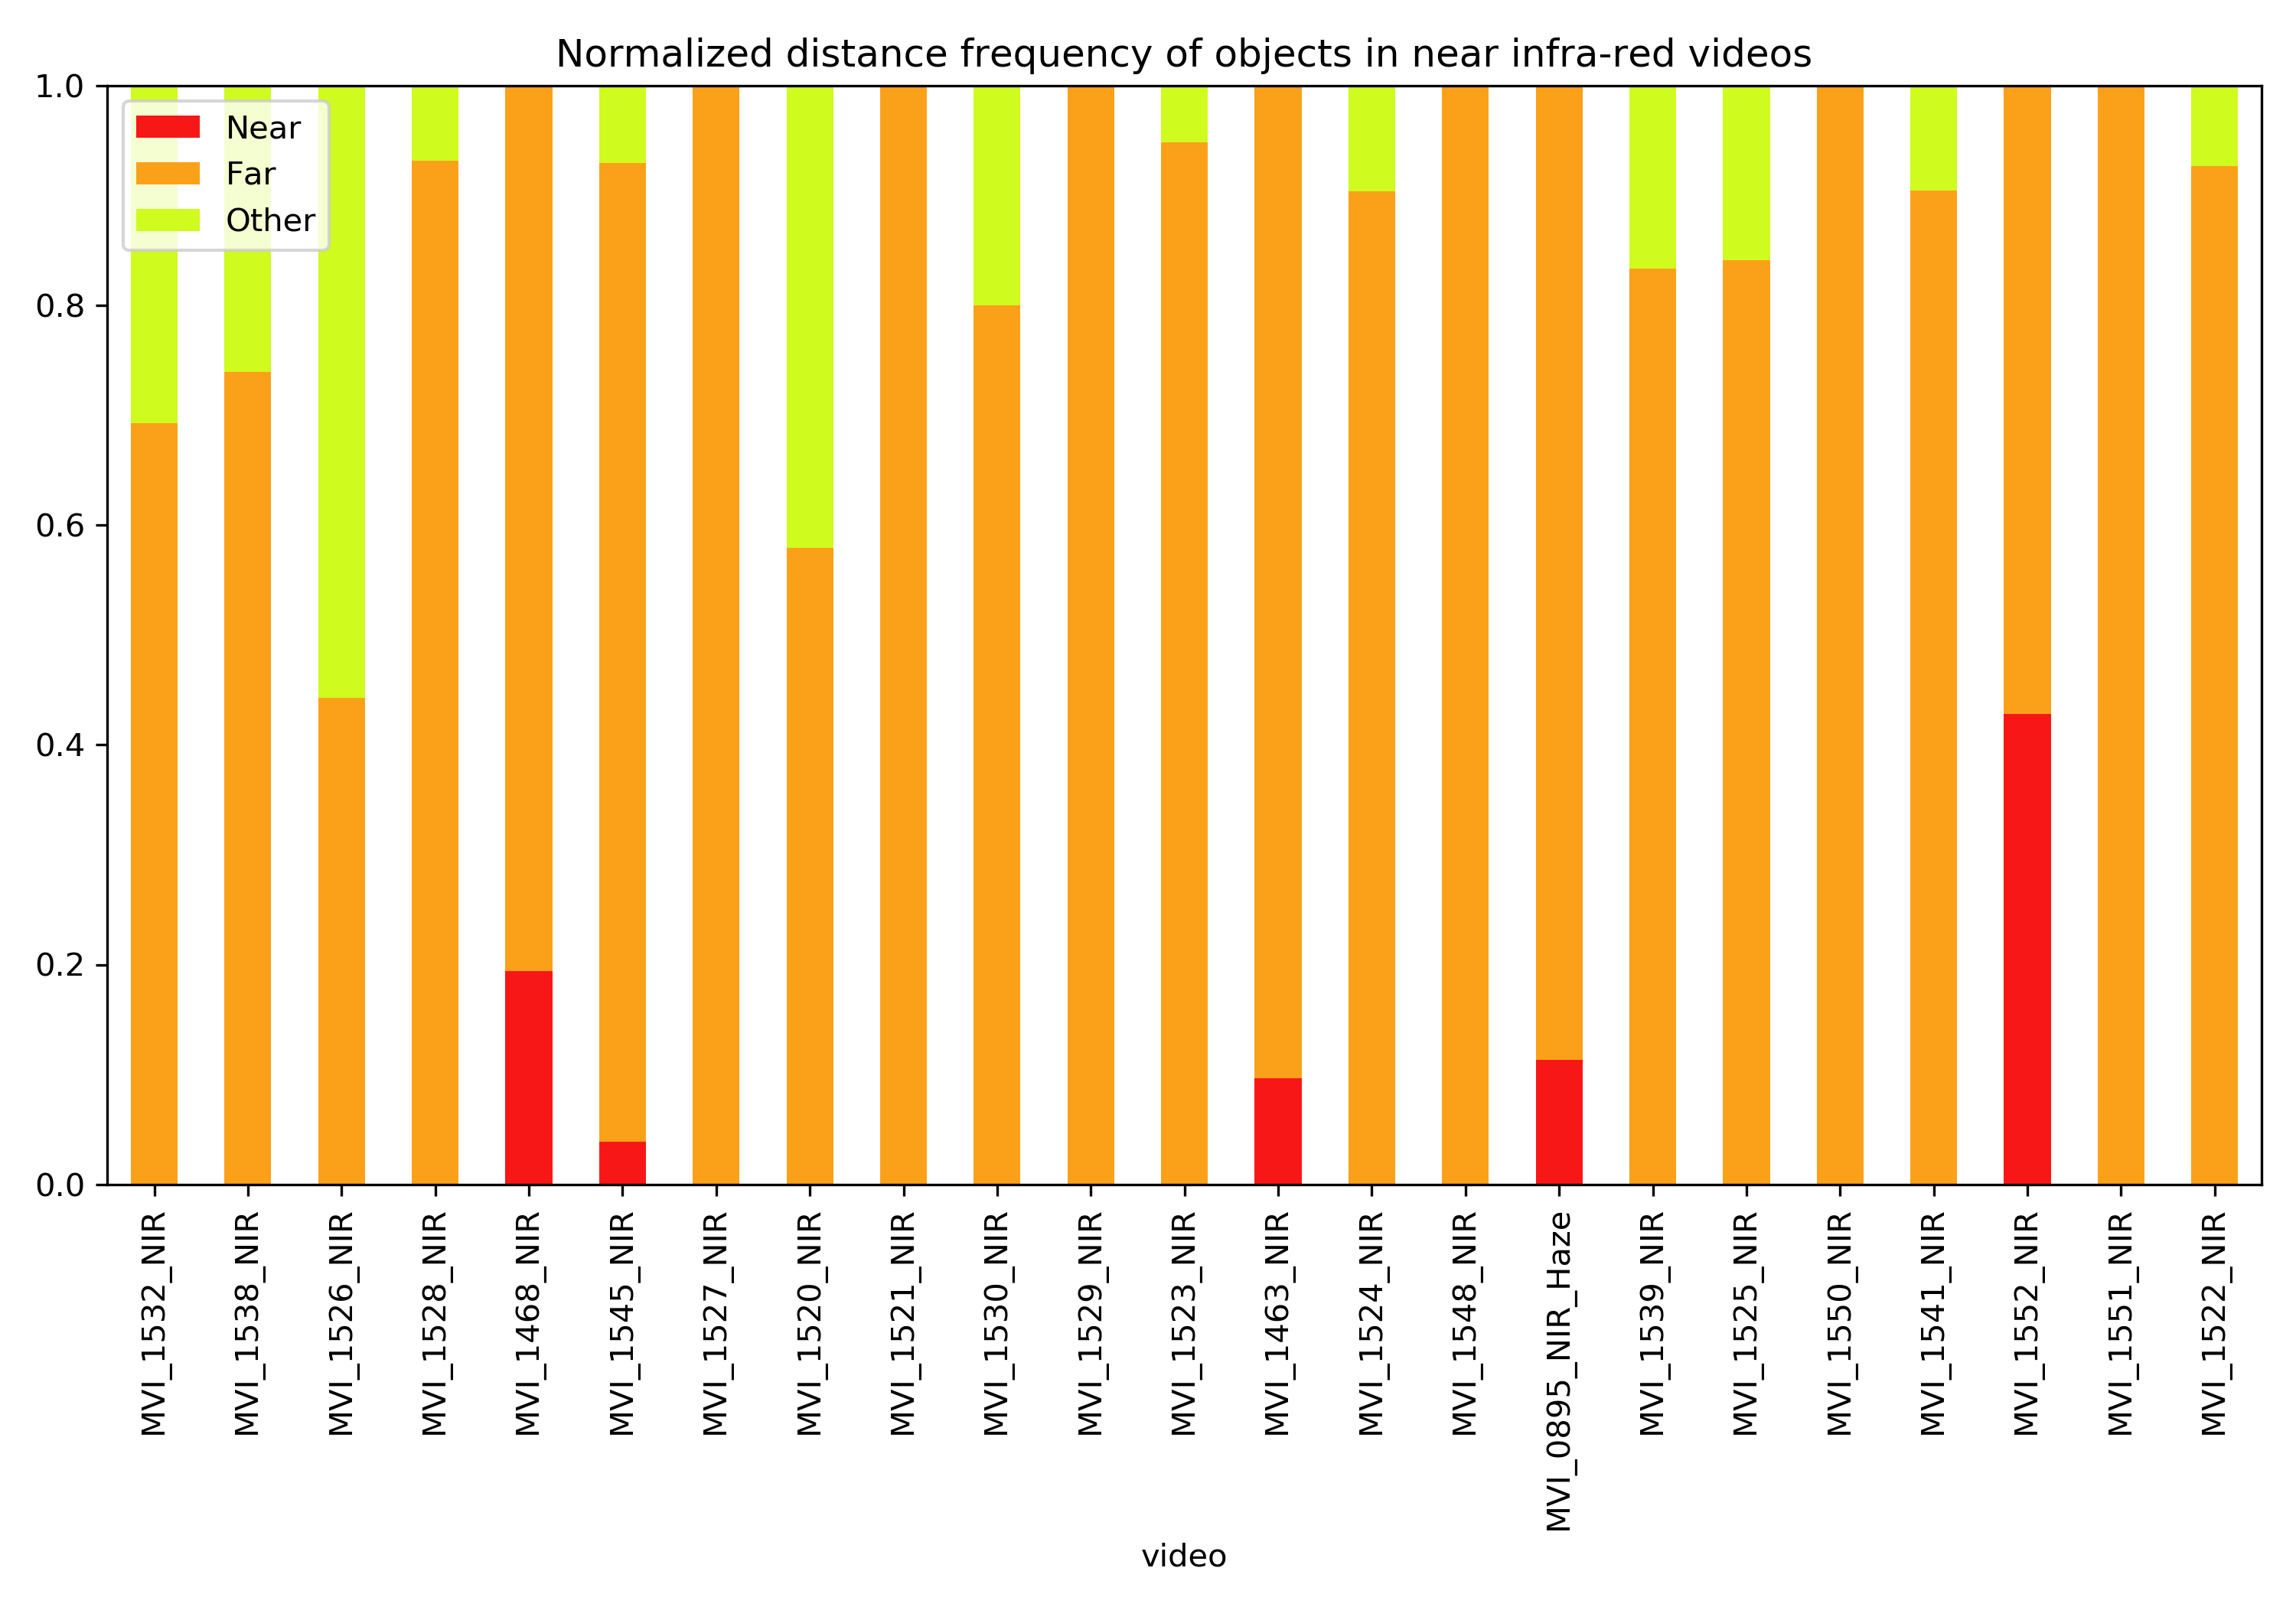 Normalized distance frequency of objects in near infra-red videos
1.0
0.8
0.6
0.4
0.2
0.0
Near
Far
Other
MVI_1532_NIR
MVI_1538_NIR
MVI_1526_NIR
MVI_1528_NIR
MVI_1468_NIR
MVI_1545_NIR
MVI_1527_NIR
MVI_1520_NIR
MVI_1521_NIR
MVI_1530_NIR
MVI_1529_NIR
MVI_1523_NIR
MVI_1463_NIR
MVI_1524_NIR
MVI_1548_NIR
MVI_0895_NIR_Haze
MVI_1539_NIR
MVI_1525_NIR
MVI_1550_NIR
MVI_1541_NIR
MVI_1552_NIR
MVI_1551_NIR
MVI_1522_NIR
video